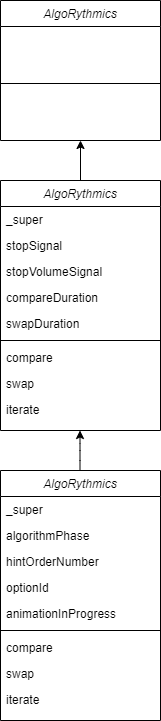 AlgoRythmics
AlgoRythmics
_super
stopSignal
stopVolumeSignal
compareDuration
swapDuration
compare
swap
iterate
AlgoRythmics
_super
algorithmPhase
hintOrderNumber
optionId
animationInProgress
compare
swap
iterate